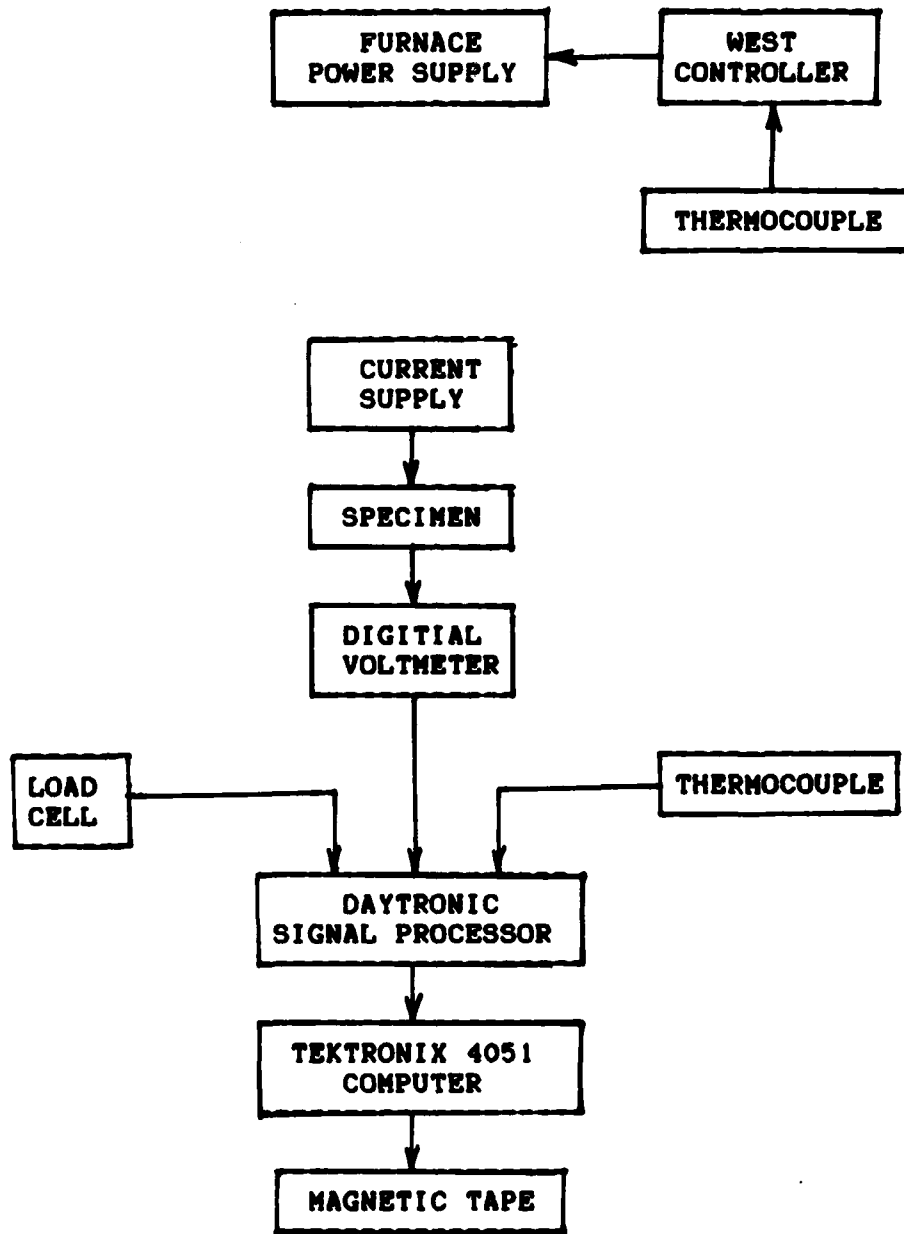 FURNACE
POWER SUPPLY
WEST
CONTROLLER
THERMOCOUPLE
CURRENT
SUPPLY
SPECIMEN
DIGITIAL
VOLTMETER
LOAD
CELL
THERMOCOUPLE
DAYTRONIC
SIGNAL PROCESSOR
TEKTRONIX 4051
COMPUTER
MAGNETIC TAPE